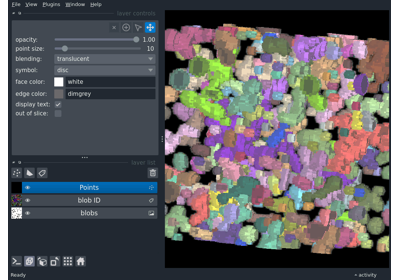 File View Plugins Window Help
layer controls
opacity: 1.00
point size: 10
blending: translucent
symbol: disc
face color: white
edge color: dimgrey
display text:
out of slice:
layer list
Points
blob ID
blobs
Ready
activity